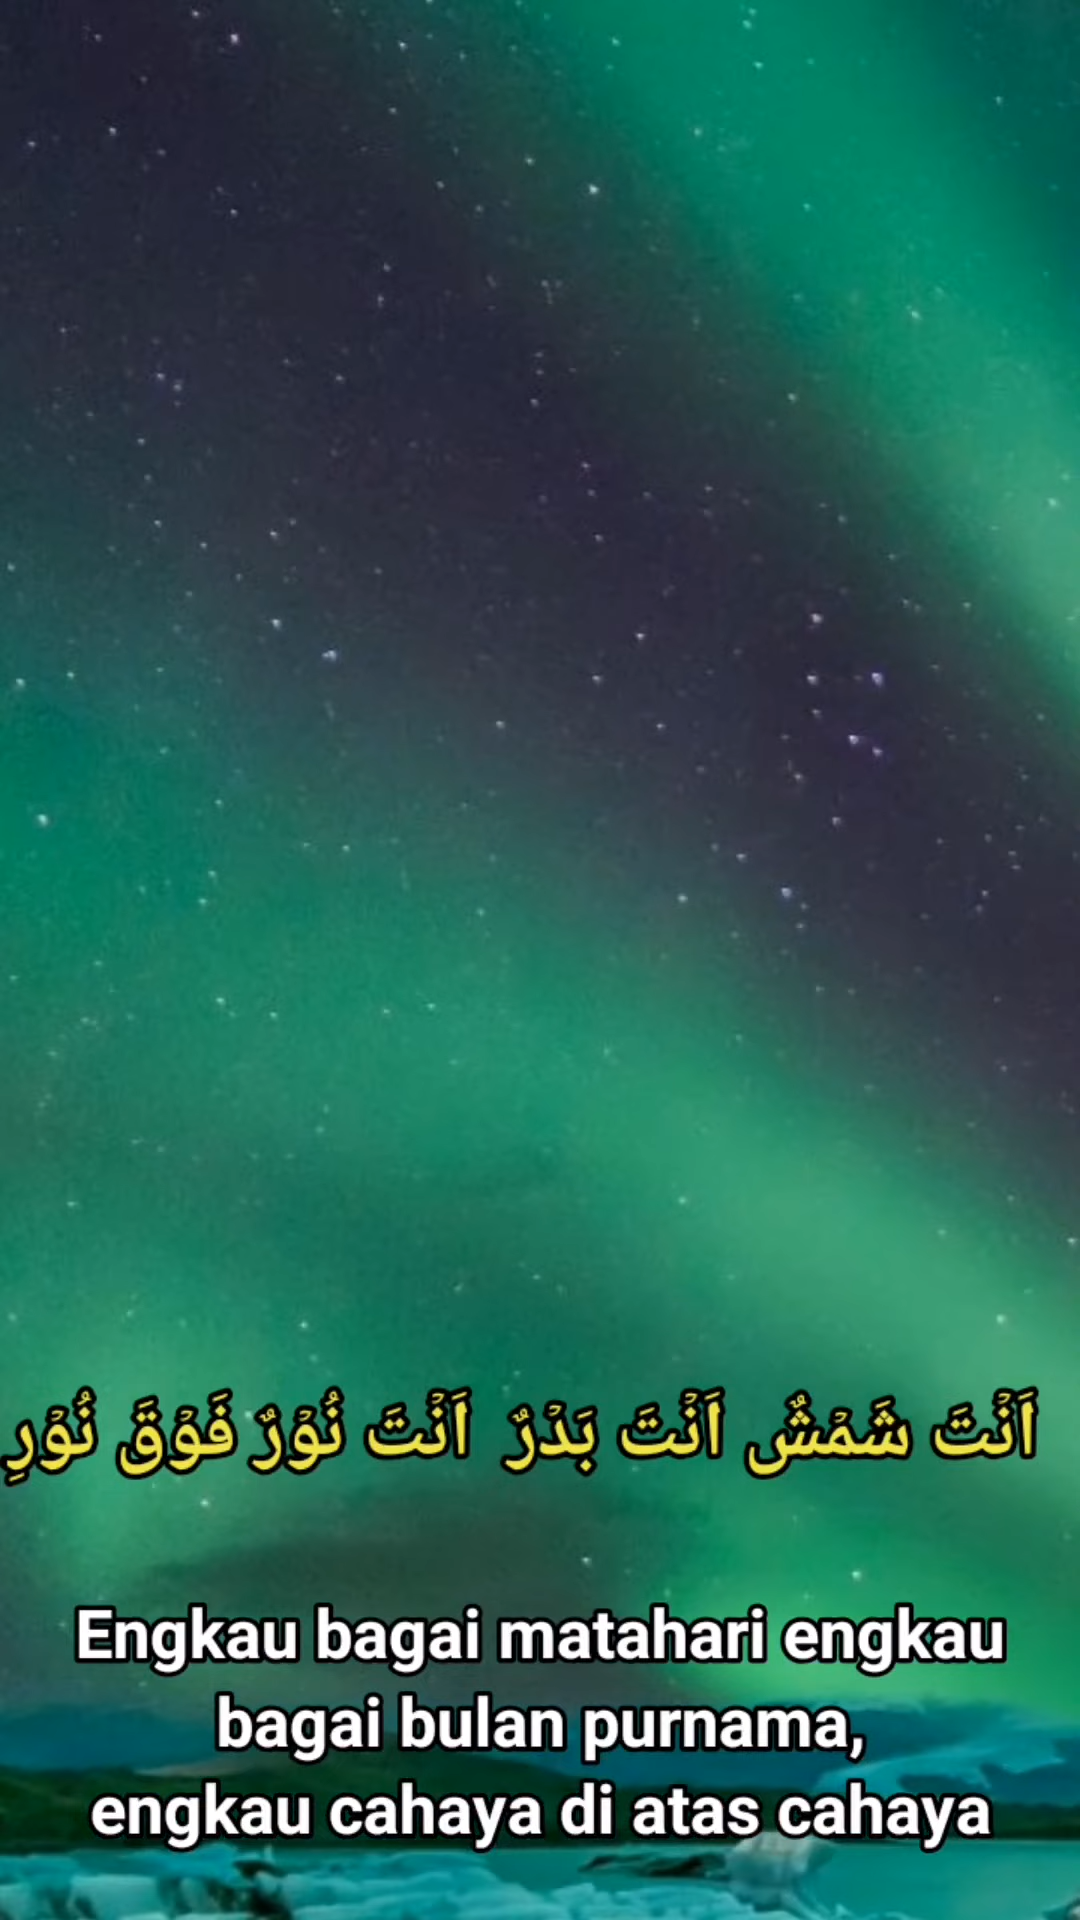 اَنْتَ شَمْسٌ اَنْتَ بَدْرٌ اَنْتَ نُوْرٌ فَوْقَ نُوْرِ
Engkau bagai matahari engkau
bagai bulan purnama,
engkau cahaya di atas cahaya